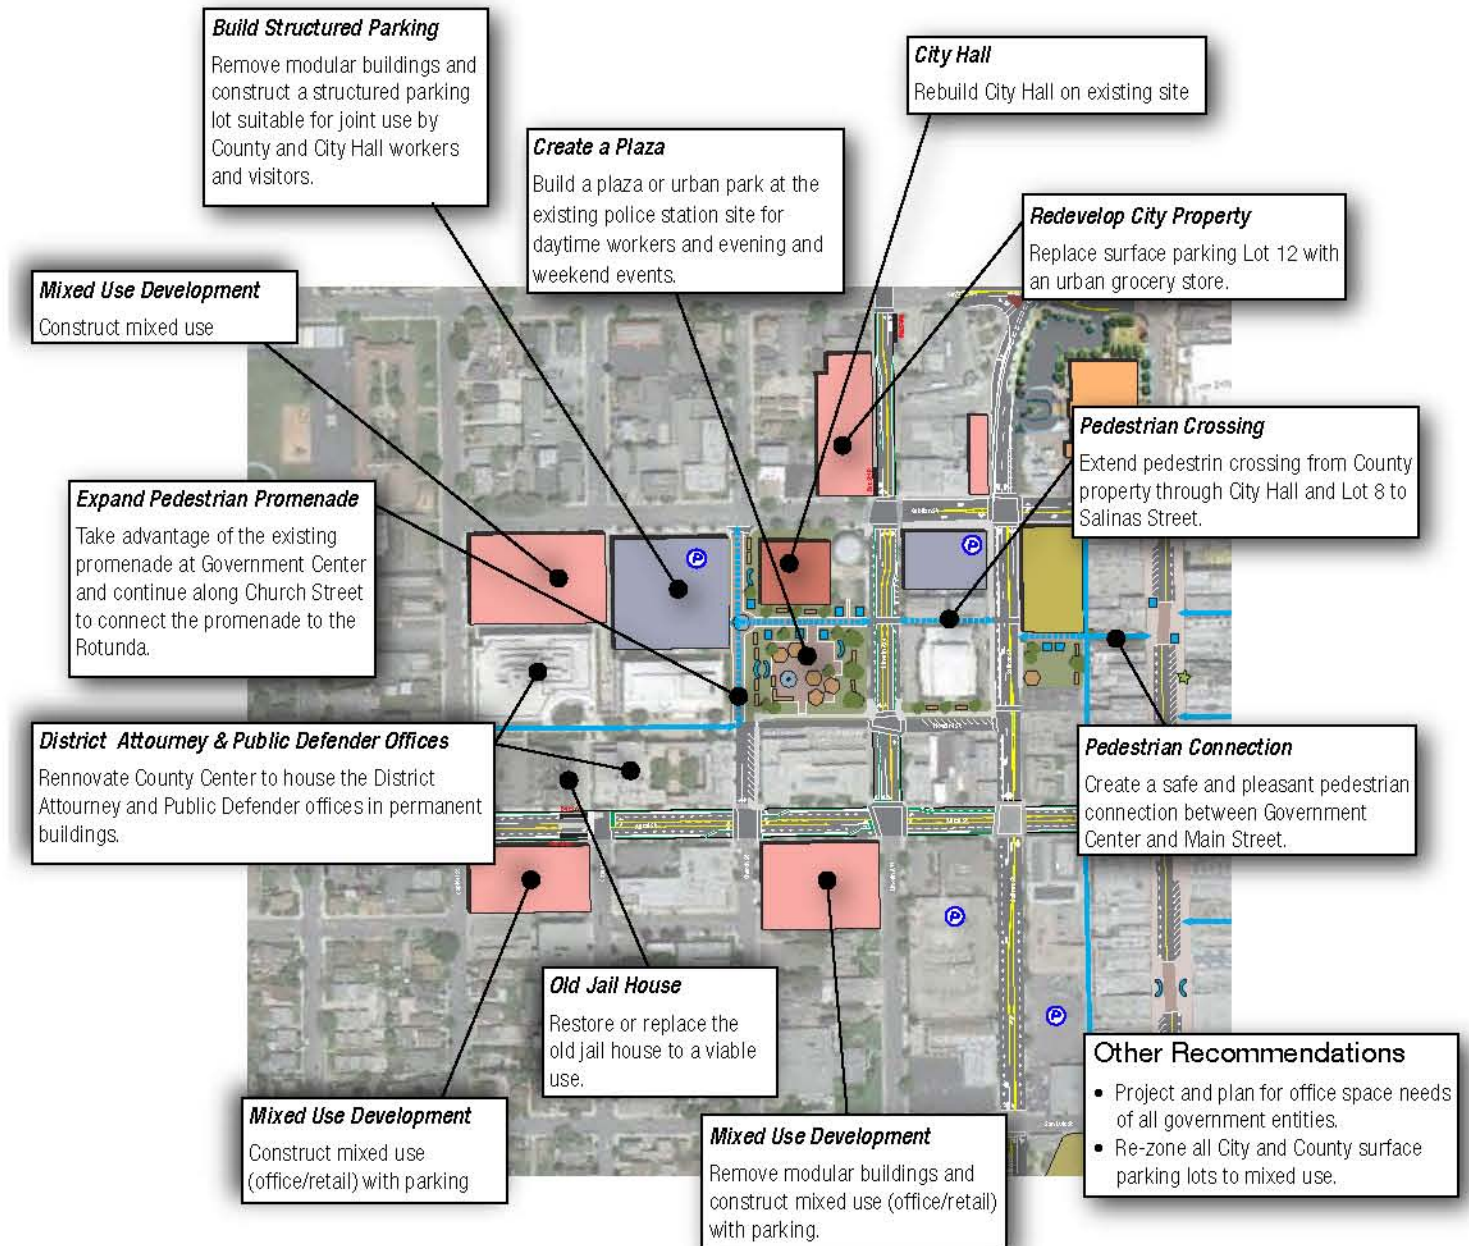 Build Structured Parking
Remove modular buildings and
construct a structured parking
lot suitable for joint use by
County and City Hall workers
and visitors.
City Hall
Rebuild City Hall on existing site
Create a Plaza
Build a plaza or urban park at the
existing police station site for
daytime workers and evening and
weekend events.
Redevelop City Property
Replace surface parking Lot 12 with
an urban grocery store.
Mixed Use Development
Construct mixed use
Pedestrian Crossing
Extend pedestrin crossing from County
property through City Hall and Lot 8 to
Salinas Street.
Expand Pedestrian Promenade
Take advantage of the existing
promenade at Government Center
and continue along Church Street
to connect the promenade to the
Rotunda.
P
P
District Attourney & Public Defender Offices
Rennovate County Center to house the District
Attourney and Public Defender offices in permanent
buildings.
Pedestrian Connection
Create a safe and pleasant pedestrian
connection between Government
Center and Main Street.
P
P
Old Jail House
Restore or replace the
old jail house to a viable
use.
Mixed Use Development
Construct mixed use
(office/retail) with parking
Mixed Use Development
Remove modular buildings and
construct mixed use (office/retail)
with parking.
Other Recommendations
• Project and plan for office space needs
of all government entities.
• Re-zone all City and County surface
parking lots to mixed use.